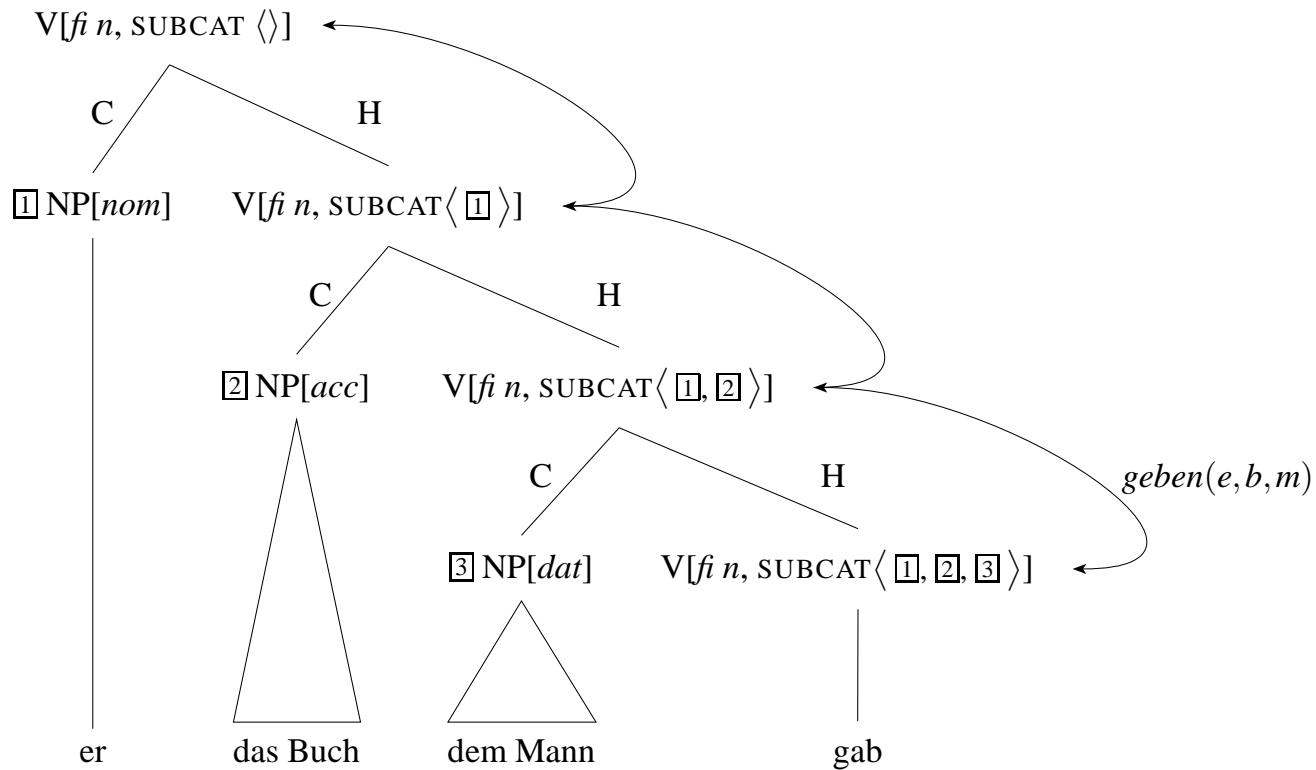 V[fin, SUBCAT ⟨⟩]
C H
1 NP[nom] V[fin, SUBCAT⟨ 1 ⟩]
C H
2 NP[acc] V[fin, SUBCAT⟨ 1, 2 ⟩]
C H geben(e, b, m)
3 NP[dat] V[fin, SUBCAT⟨ 1, 2, 3 ⟩]
er das Buch dem Mann gab